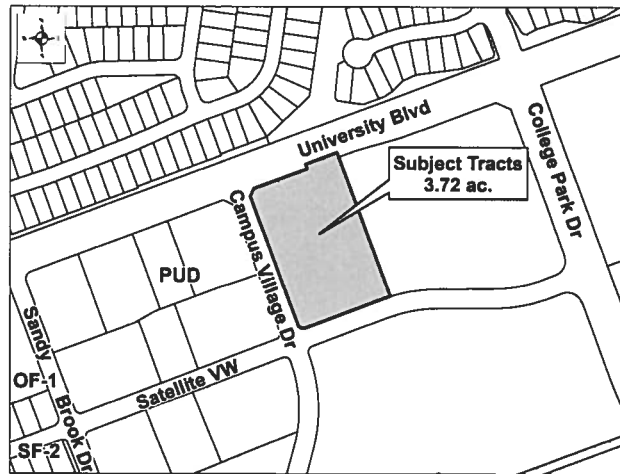 University Blvd
College Park Dr
Subject Tracts
3.72 ac.
Campus Village Dr
PUD
Sandy Brook Dr
OF-1
Satellite VW
SF-2